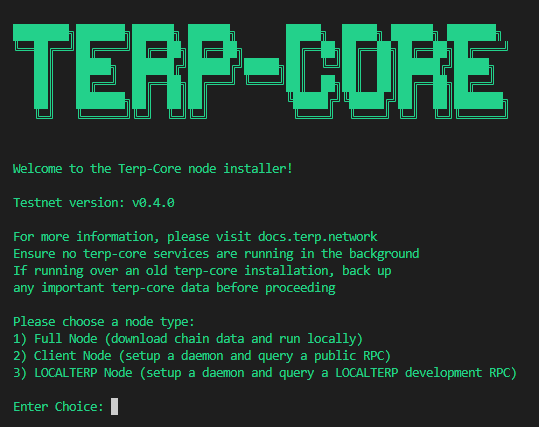 TERP-CORE
Welcome to the Terp-Core node installer!
Testnet version: v0.4.0
For more information, please visit docs.terp.network
Ensure no terp-core services are running in the background
If running over an old terp-core installation, back up
any important terp-core data before proceeding
Please choose a node type:
1) Full Node (download chain data and run locally)
2) Client Node (setup a daemon and query a public RPC)
3) LOCALTERP Node (setup a daemon and query a LOCALTERP development RPC)
Enter Choice: